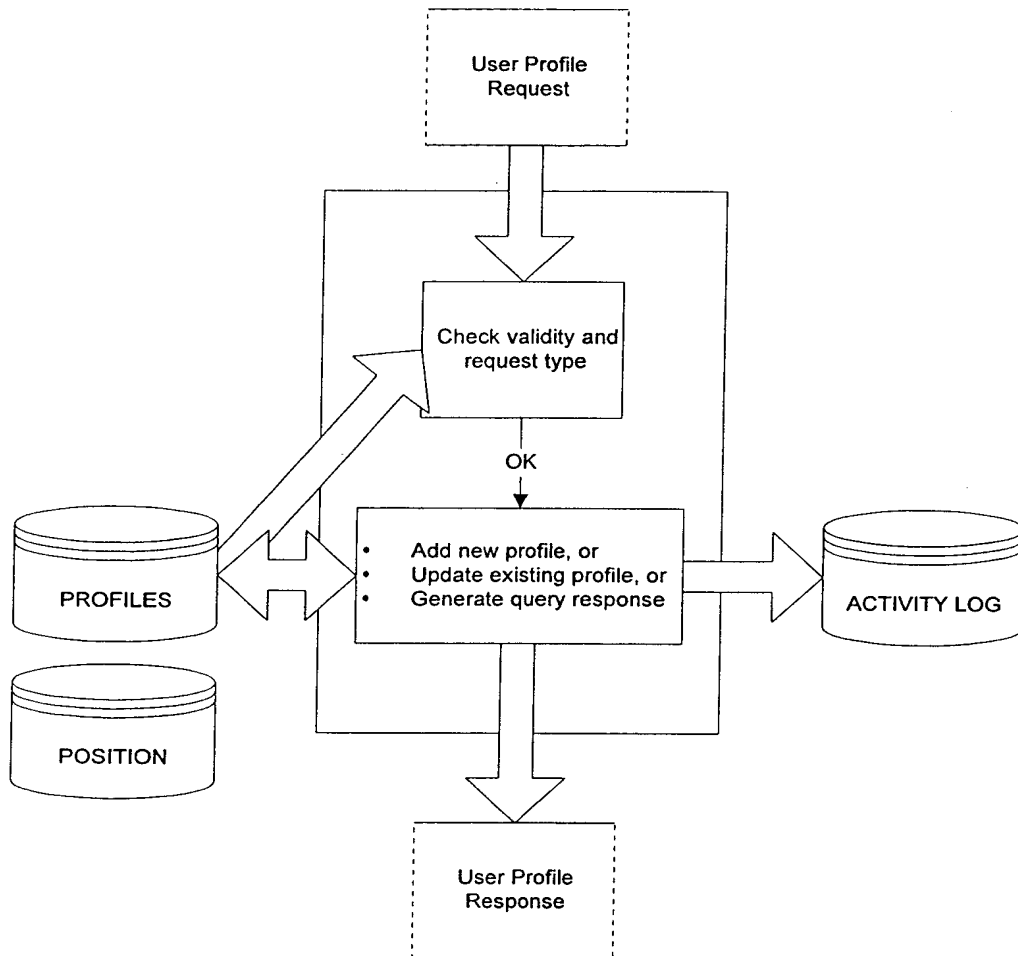 User Profile
Request
Check validity and
request type
OK
• Add new profile, or
• Update existing profile, or
• Generate query response
PROFILES
ACTIVITY LOG
POSITION
User Profile
Response